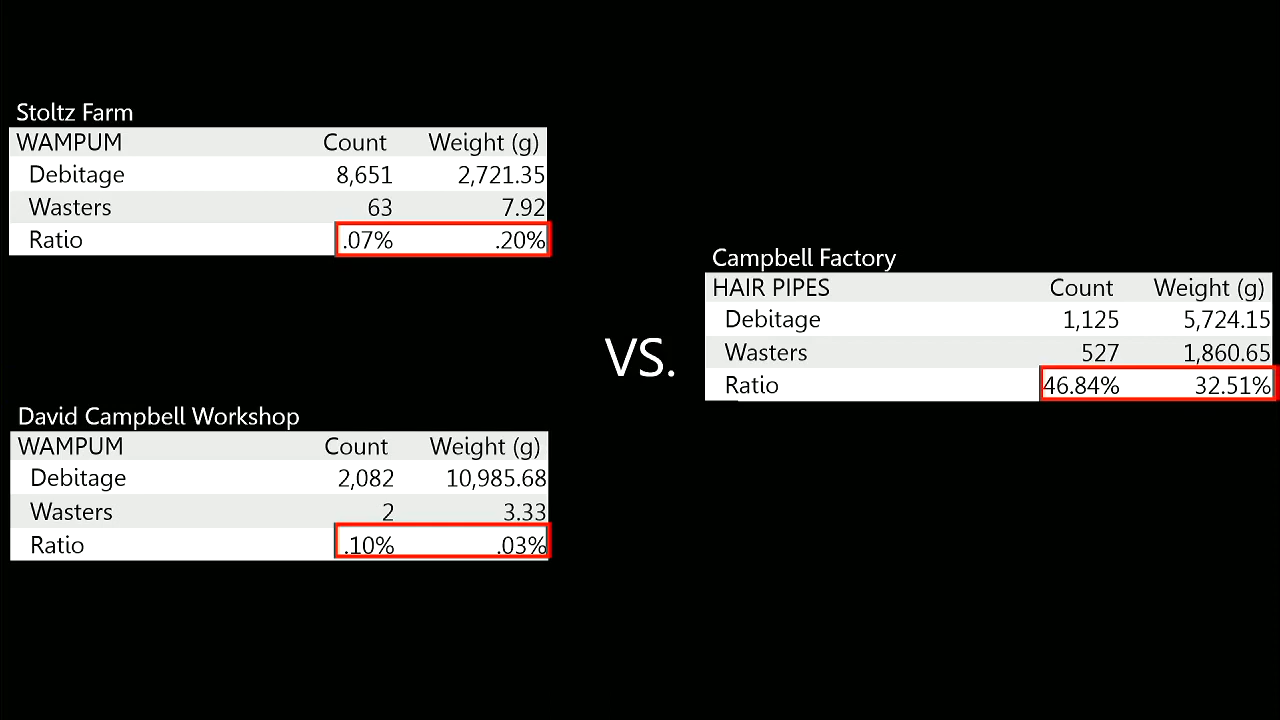 Stoltz Farm
WAMPUM Count Weight (g)
Debitage 8,651 2,721.35
Wasters 63 7.92
Ratio .07% .20%
Campbell Factory
HAIR PIPES Count Weight (g)
Debitage 1,125 5,724.15
Wasters 527 1,860.65
Ratio 46.84% 32.51%
VS.
David Campbell Workshop
WAMPUM Count Weight (g)
Debitage 2,082 10,985.68
Wasters 2 3.33
Ratio .10% .03%